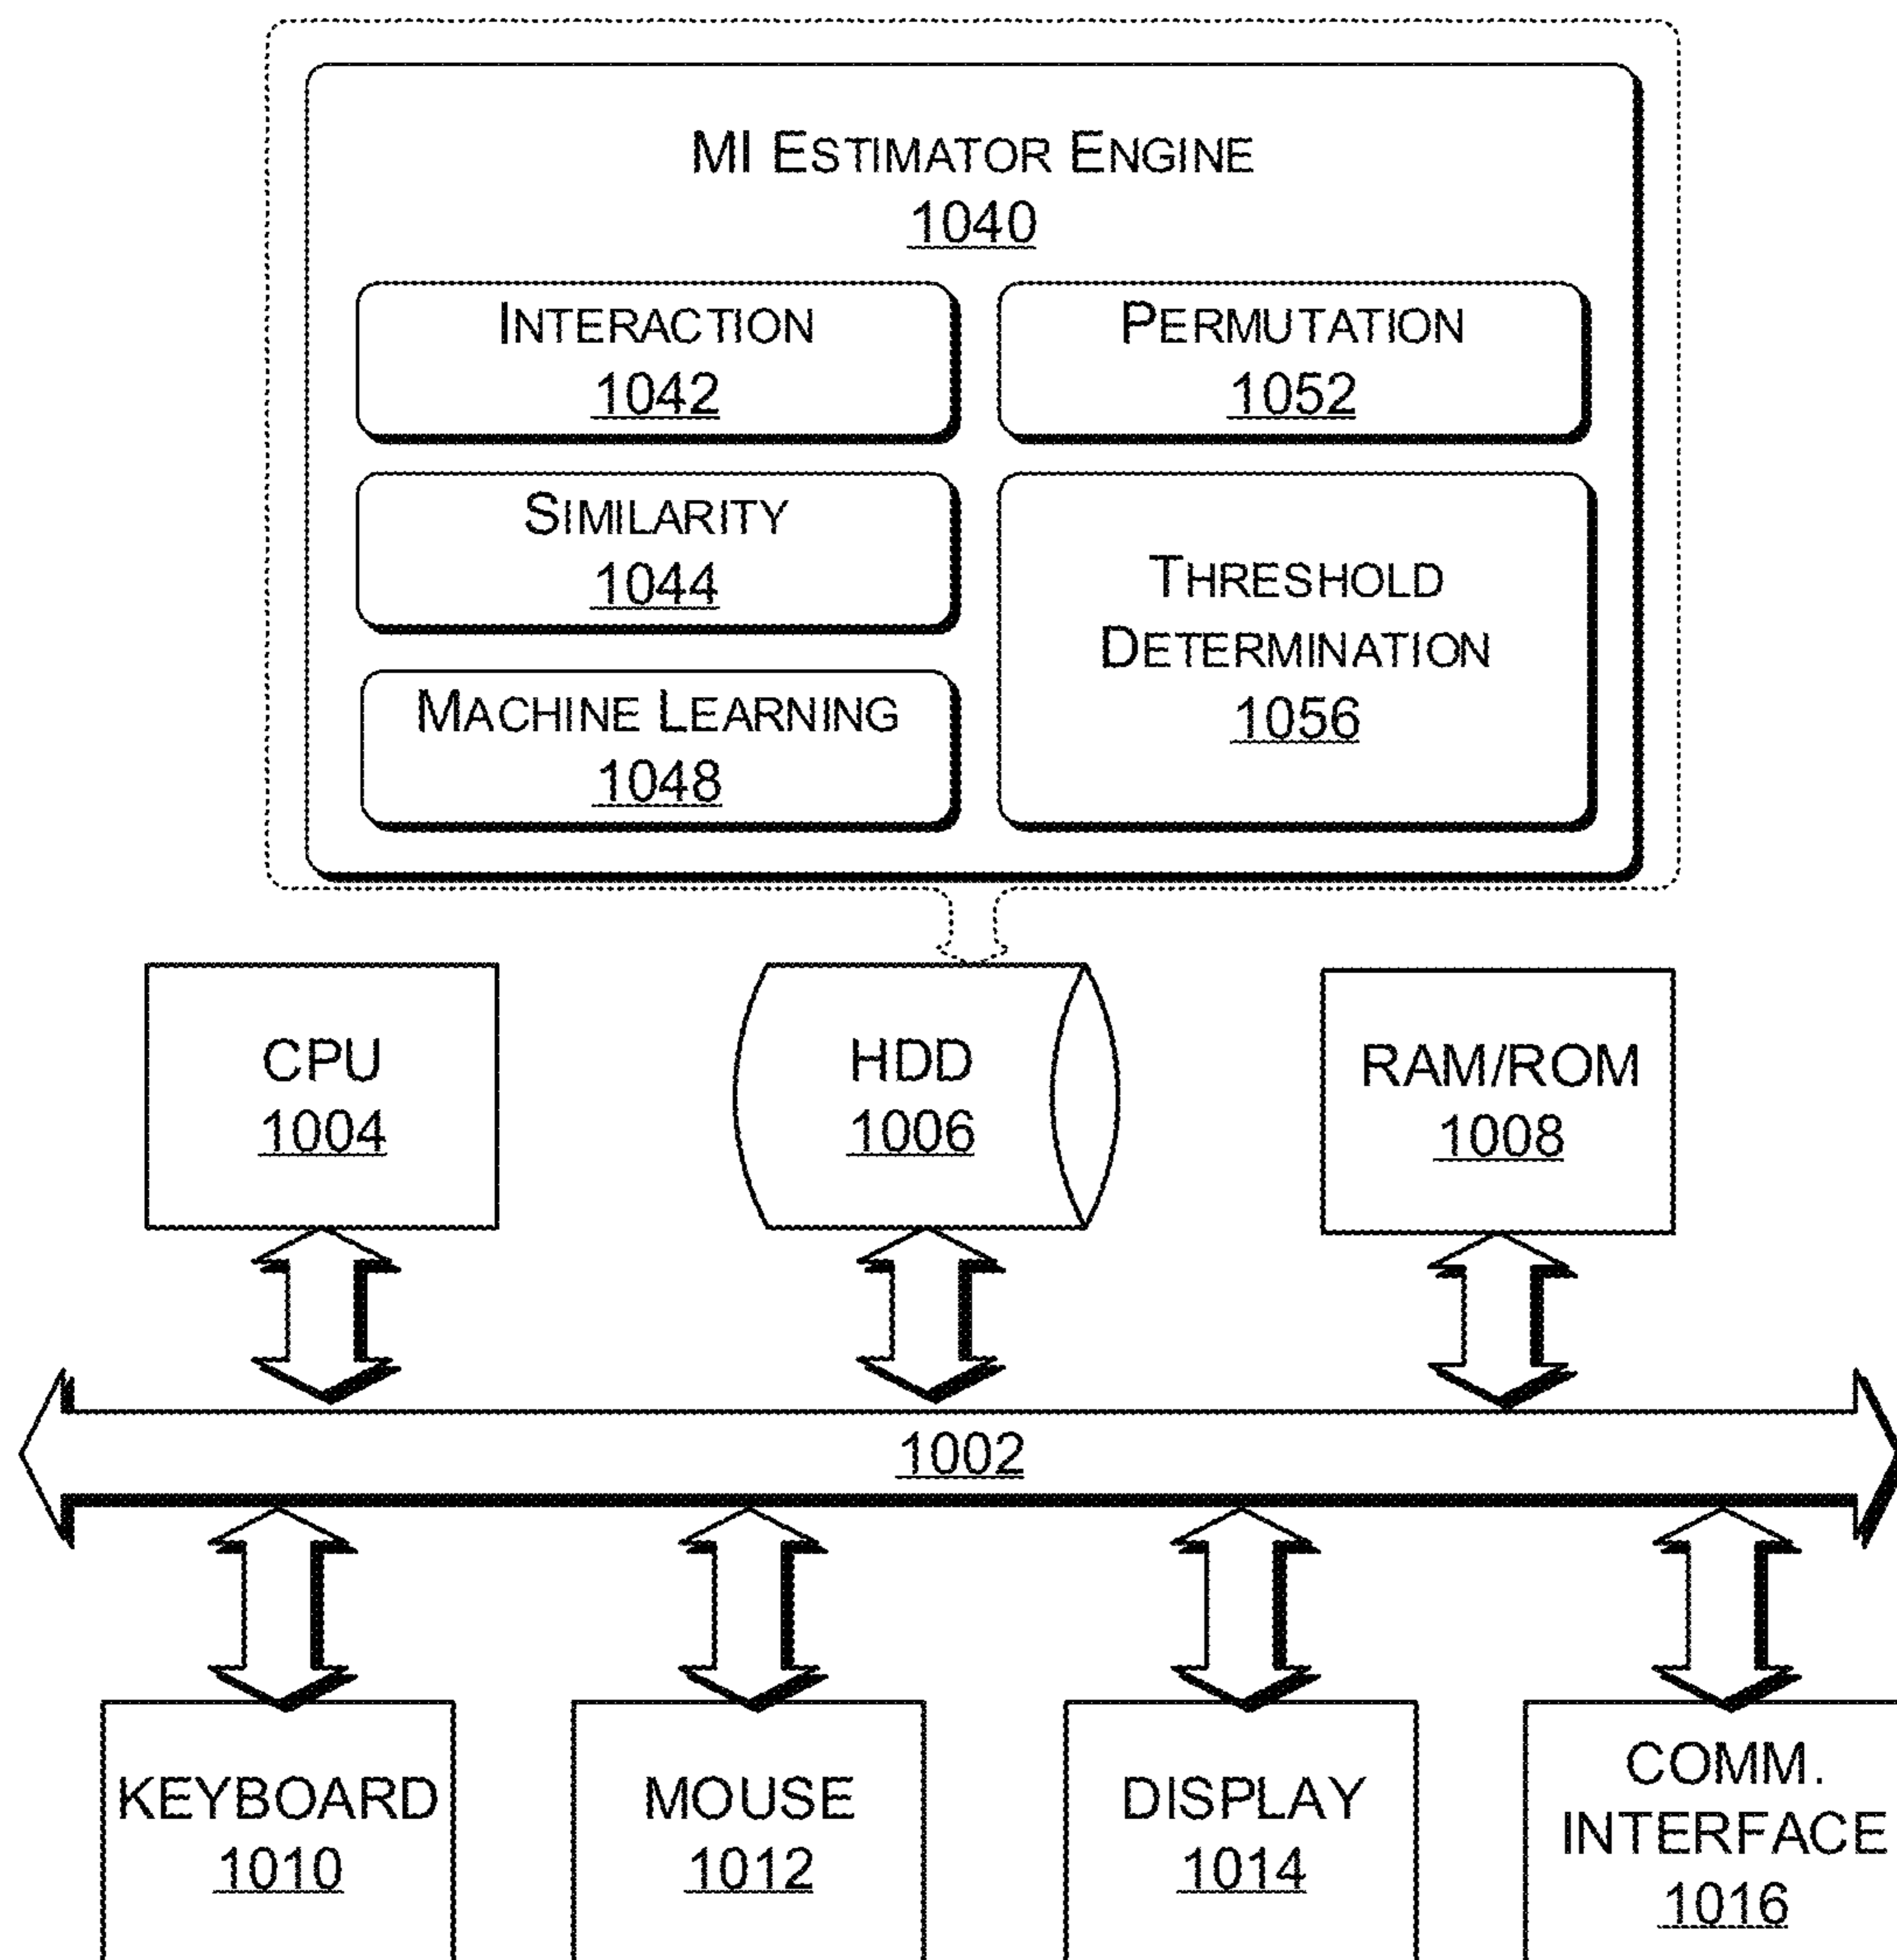 MI ESTIMATOR ENGINE
1040
INTERACTION
1042
PERMUTATION
1052
SIMILARITY
1044
THRESHOLD
DETERMINATION
1056
MACHINE LEARNING
1048
CPU
1004
HDD
1006
RAM/ROM
1008
1002
KEYBOARD
1010
MOUSE
1012
DISPLAY
1014
COMM.
INTERFACE
1016